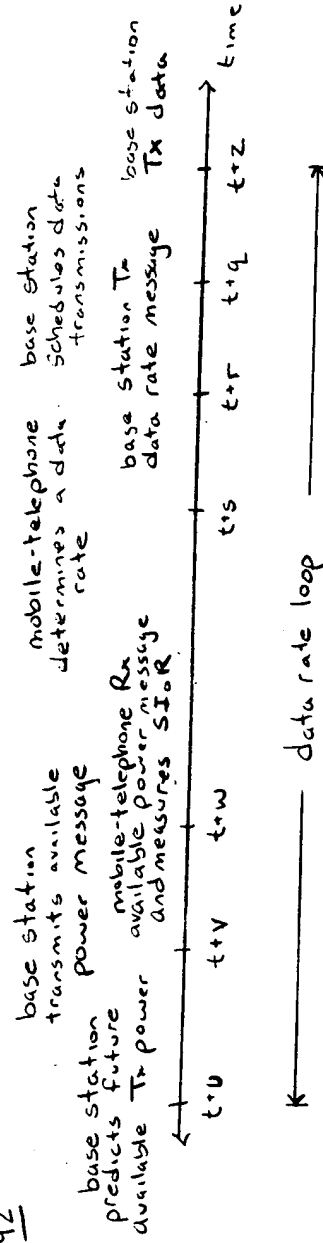 92
base station
predicts future
available Tx power
base station
transmits available
power message
mobile-telephone Rx
available power message
and measures SIoR
mobile-telephone
determines a data
rate
base station Tx
data rate message
base station
schedules data
transmissions
base station
Tx data
t+u
t+v
t+w
t+s
t+r
t+q
t+z
time
data rate loop